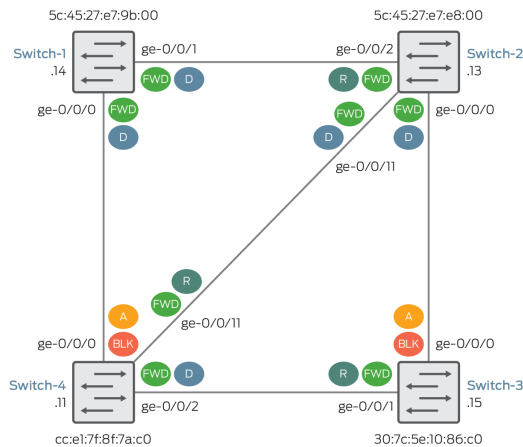 5c:45:27:e7:9b:00
5c:45:27:e7:e8:00
Switch-1
.14
ge-0/0/1
ge-0/0/2
Switch-2
.13
FWD
D
R
FWD
ge-0/0/0
FWD
D
FWD
D
FWD
D
ge-0/0/0
ge-0/0/11
R
FWD
ge-0/0/11
A
BLK
ge-0/0/0
A
BLK
ge-0/0/0
Switch-4
.11
FWD
D
ge-0/0/2
R
FWD
ge-0/0/1
Switch-3
.15
cc:e1:7f:8f:7a:c0
30:7c:5e:10:86:c0